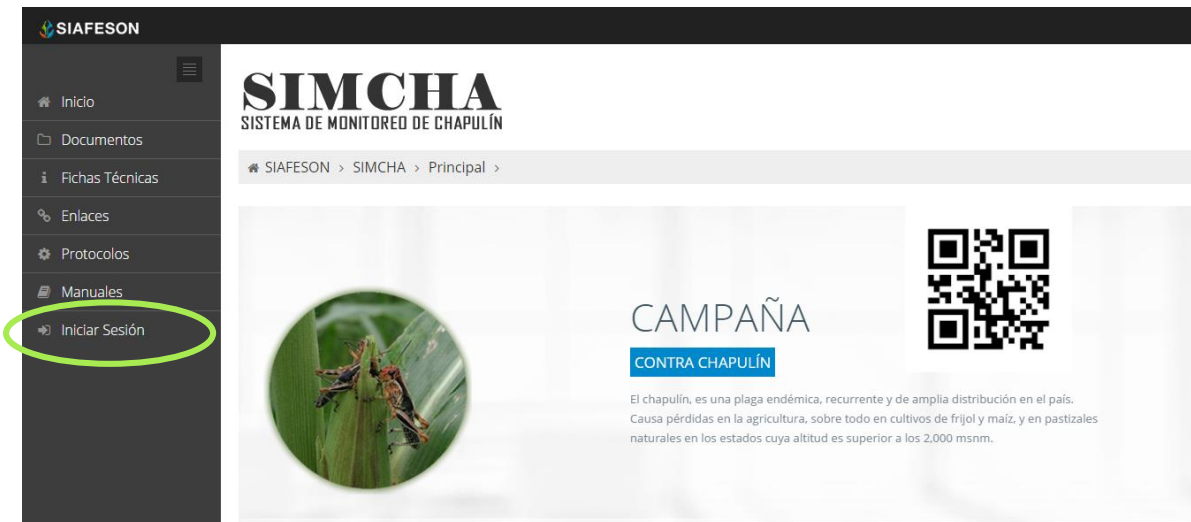 SIAFESON
Inicio
Documentos
Fichas Técnicas
Enlaces
Protocolos
Manuales
Iniciar Sesión
SIMCHA
SISTEMA DE MONITOREO DE CHAPULÍN
SIAFESON > SIMCHA > Principal >
CAMPAÑA
CONTRA CHAPULÍN
El chapulín, es una plaga endémica, recurrente y de amplia distribución en el país.
Causa pérdidas en la agricultura, sobre todo en cultivos de frijol y maíz, y en pastizales
naturales en los estados cuya altitud es superior a los 2,000 msnm.